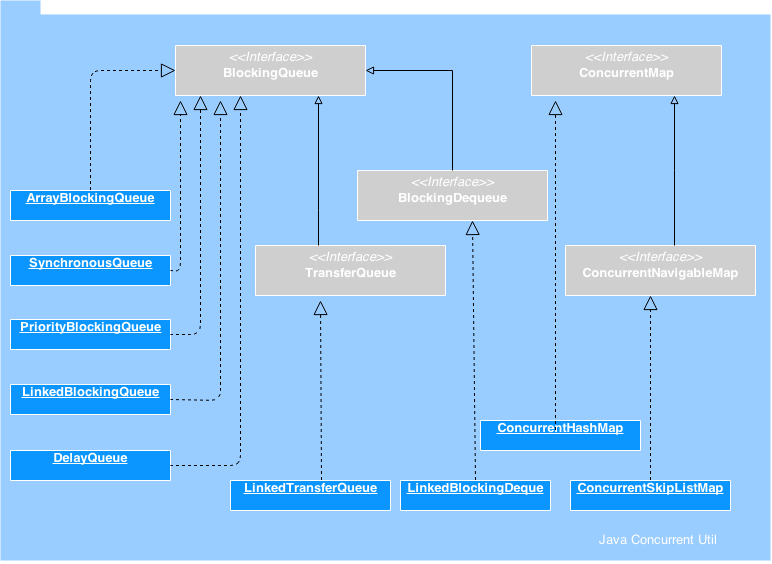 <<Interface>>
BlockingQueue
<<Interface>>
ConcurrentMap
<<Interface>>
BlockingDequeue
ArrayBlockingQueue
<<Interface>>
TransferQueue
<<Interface>>
ConcurrentNavigableMap
SynchronousQueue
PriorityBlockingQueue
LinkedBlockingQueue
ConcurrentHashMap
DelayQueue
LinkedTransferQueue
LinkedBlockingDeque
ConcurrentSkipListMap
Java Concurrent Util